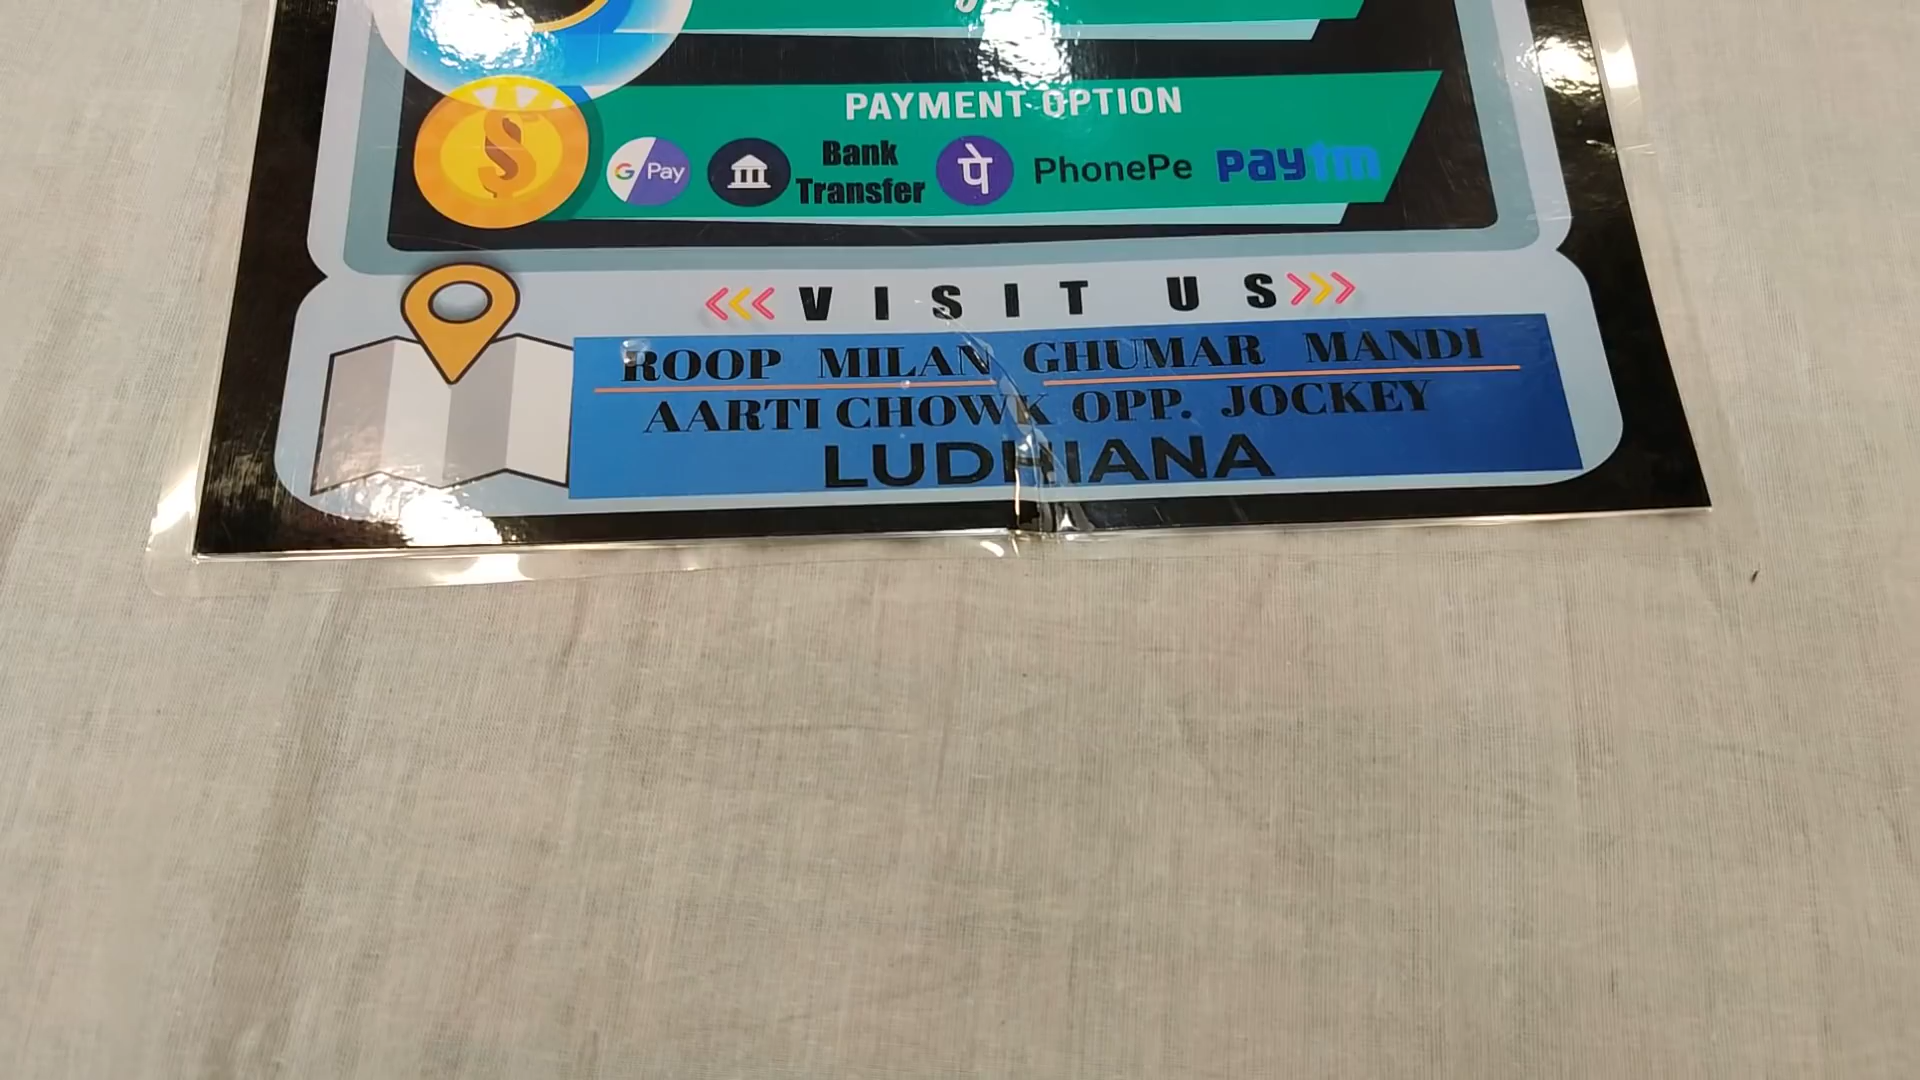 PAYMENT OPTION
G Pay
Bank
Transfer
पे
PhonePe
paytm
VISIT US
ROOP MILAN GHUMAR MANDI
AARTI CHOWK OPP. JOCKEY
LUDHIANA